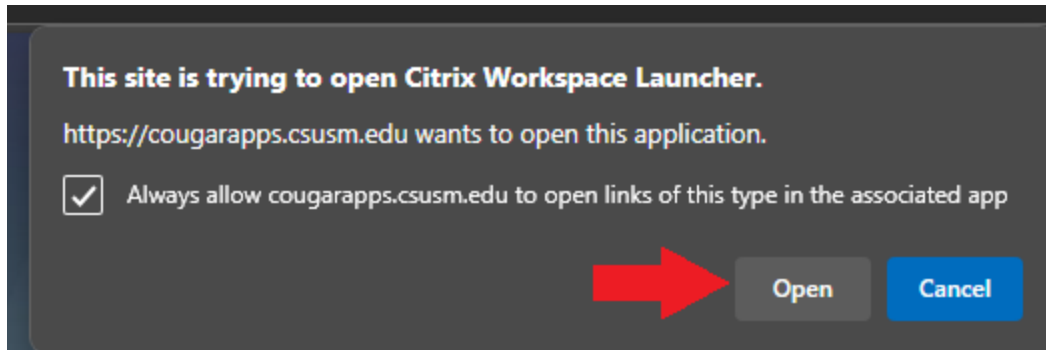 This site is trying to open Citrix Workspace Launcher.
https://cougarapps.csusm.edu wants to open this application.
Always allow cougarapps.csusm.edu to open links of this type in the associated app
Open Cancel